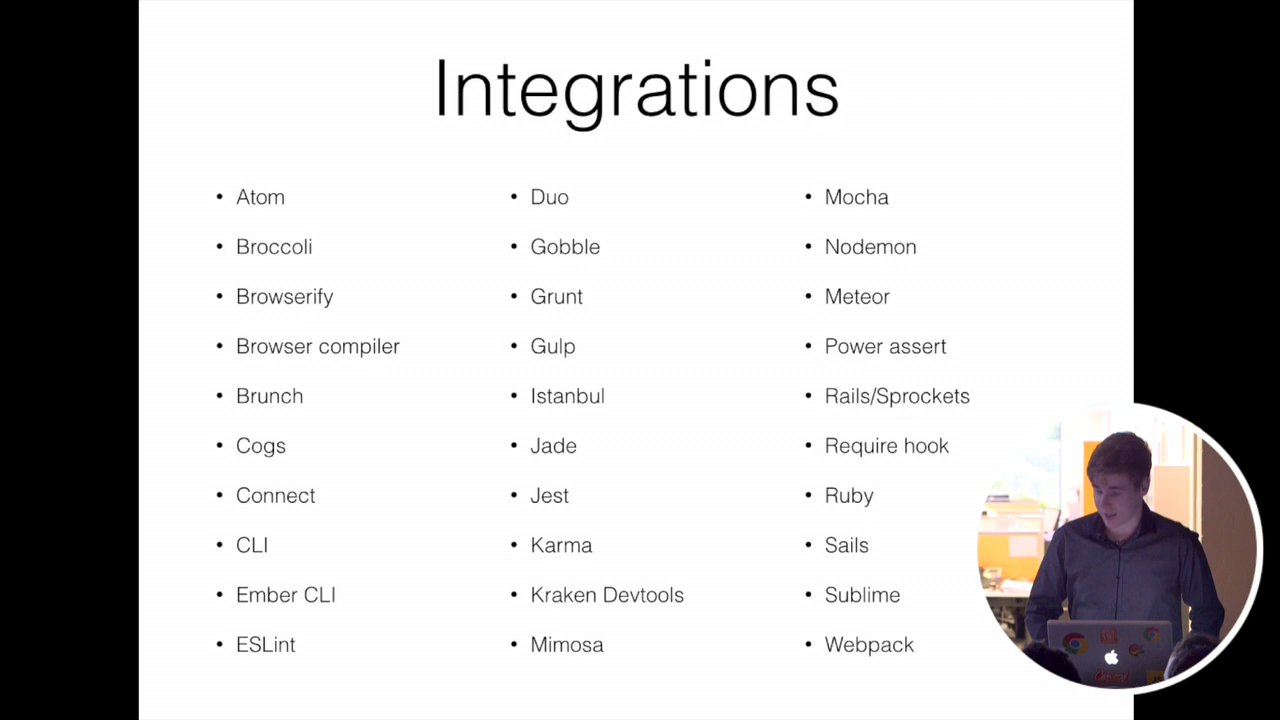 Integrations
• Atom
• Broccoli
• Browserify
• Browser compiler
• Brunch
• Cogs
• Connect
• CLI
• Ember CLI
• ESLint
• Duo
• Gobble
• Grunt
• Gulp
• Istanbul
• Jade
• Jest
• Karma
• Kraken Devtools
• Mimosa
• Mocha
• Nodemon
• Meteor
• Power assert
• Rails/Sprockets
• Require hook
• Ruby
• Sails
• Sublime
• Webpack